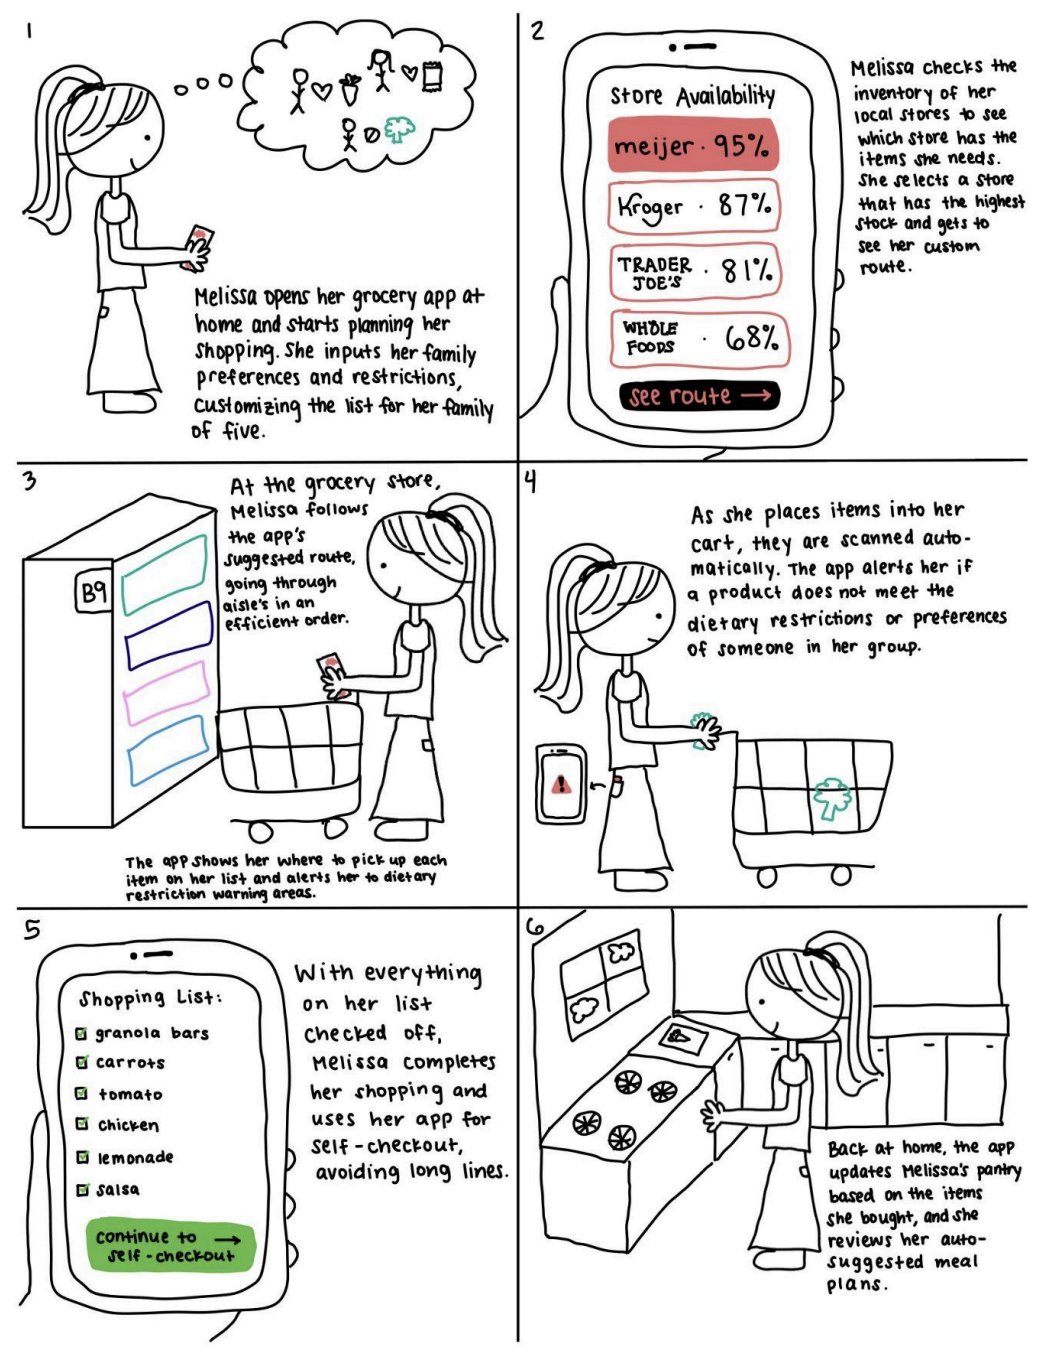 1
Melissa opens her grocery app at
home and starts planning her
shopping. She inputs her family
preferences and restrictions,
customizing the list for her family
of five.
2
Store Availability
meijer · 95%
Kroger · 87%
TRADER JOE'S · 81%
WHOLE FOODS · 68%
see route →
Melissa checks the
inventory of her
local stores to see
which store has the
items she needs.
She selects a store
that has the highest
stock and gets to
see her custom
route.
3
At the grocery store,
Melissa follows
the app's
suggested route,
going through
aisle's in an
efficient order.
B9
The app shows her where to pick up each
item on her list and alerts her to dietary
restriction warning areas.
4
As she places items into her
cart, they are scanned auto-
matically. The app alerts her if
a product does not meet the
dietary restrictions or preferences
of someone in her group.
!
5
Shopping List:
granola bars
carrots
tomato
chicken
lemonade
salsa
continue to →
self-checkout
With everything
on her list
checked off,
Melissa completes
her shopping and
uses her app for
self-checkout,
avoiding long lines.
6
Back at home, the app
updates Melissa's pantry
based on the items
she bought, and she
reviews her auto-
suggested meal
plans.